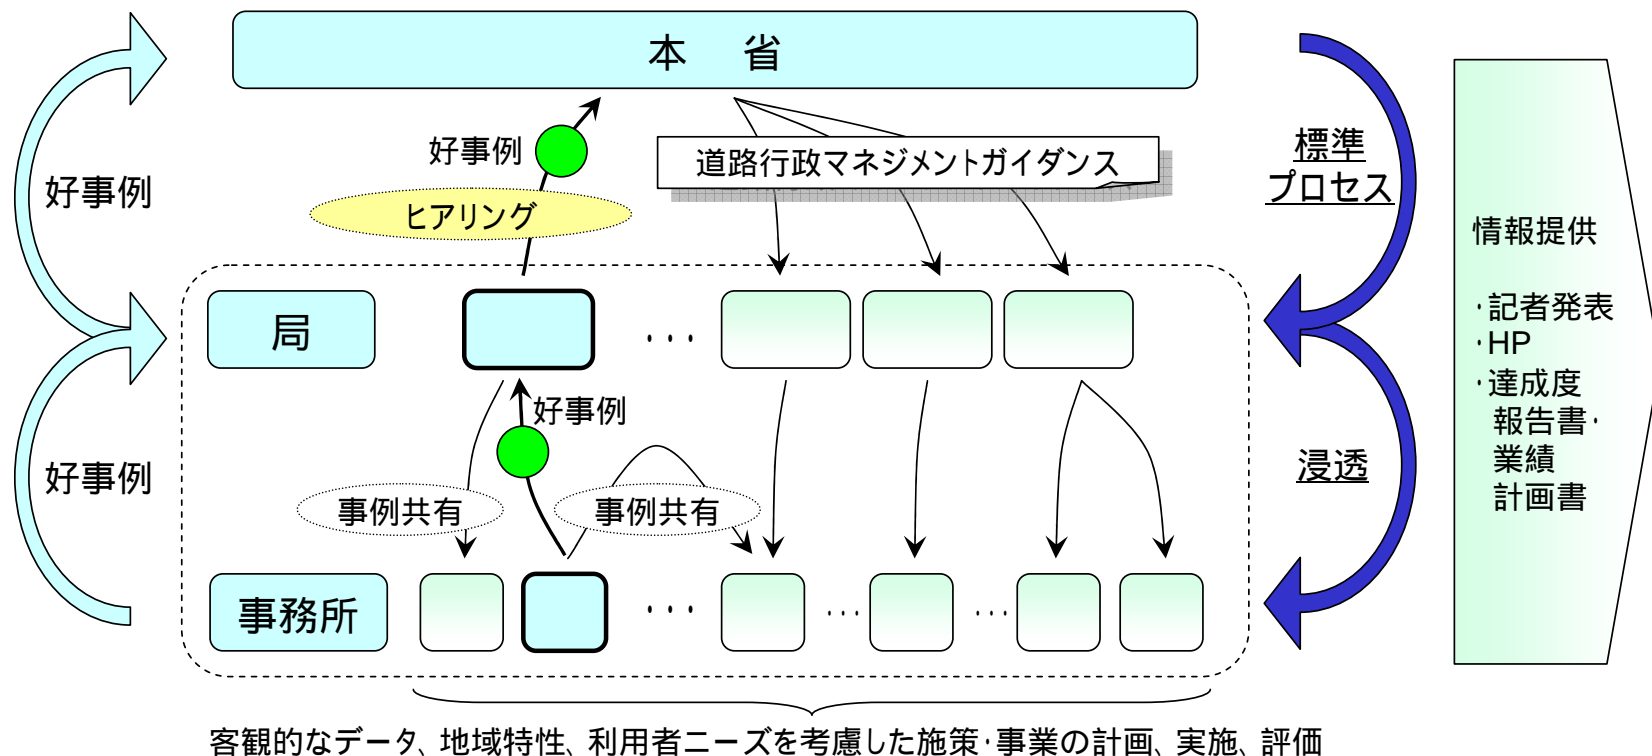 本　省
好事例
道路行政マネジメントガイダンス
標準
プロセス
好事例
ヒアリング
情報提供
・記者発表
・HP
・達成度
報告書・
業績
計画書
局
・・・
好事例
好事例
事例共有
事例共有
浸透
事務所
・・・
・・・
・・・
客観的なデータ、地域特性、利用者ニーズを考慮した施策・事業の計画、実施、評価